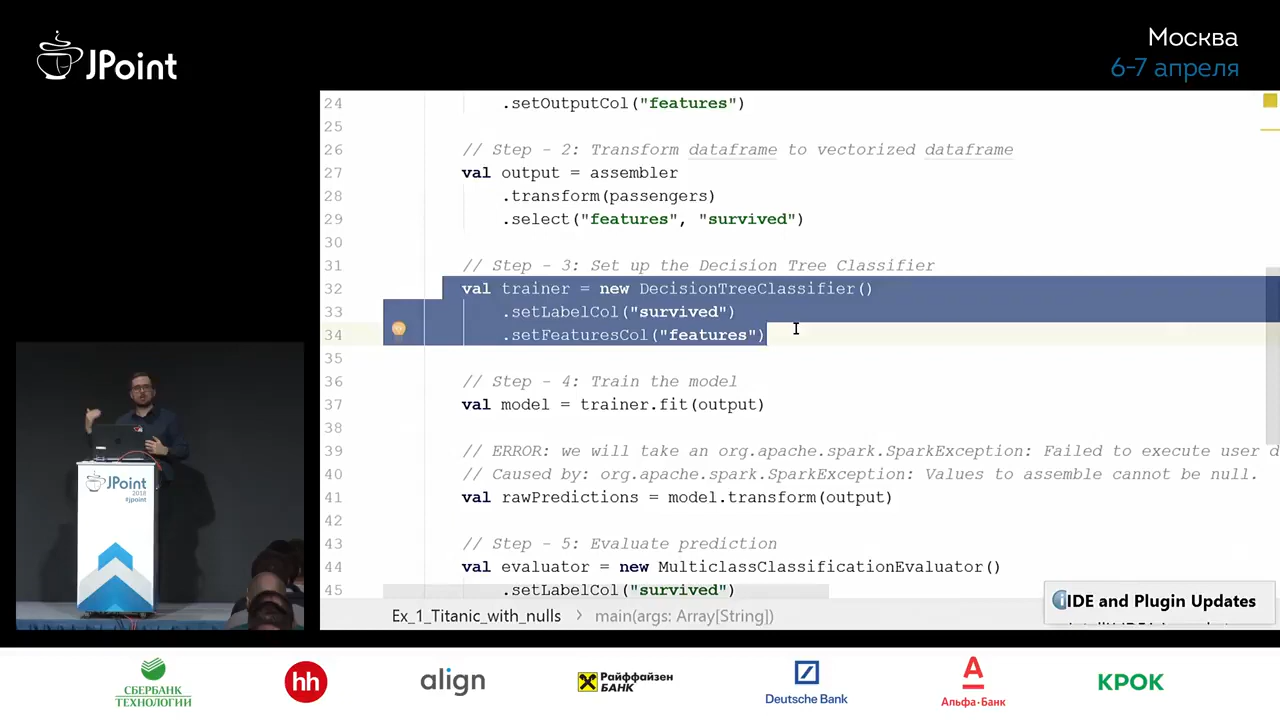 JPoint
Москва
6-7 апреля
24 .setOutputCol("features")
25
26 // Step - 2: Transform dataframe to vectorized dataframe
27 val output = assembler
28 .transform(passengers)
29 .select("features", "survived")
30
31 // Step - 3: Set up the Decision Tree Classifier
32 val trainer = new DecisionTreeClassifier()
33 .setLabelCol("survived")
34 .setFeaturesCol("features")
35
36 // Step - 4: Train the model
37 val model = trainer.fit(output)
38
39 // ERROR: we will take an org.apache.spark.SparkException: Failed to execute user d
40 // Caused by: org.apache.spark.SparkException: Values to assemble cannot be null.
41 val rawPredictions = model.transform(output)
42
43 // Step - 5: Evaluate prediction
44 val evaluator = new MulticlassClassificationEvaluator()
45 .setLabelCol("survived")
IDE and Plugin Updates
Ex_1_Titanic_with_nulls > main(args: Array[String])
JPoint
2018
#jpoint
СБЕРБАНК
ТЕХНОЛОГИИ
hh
align
Райффайзен
БАНК
Deutsche Bank
А
Альфа·Банк
КРОК